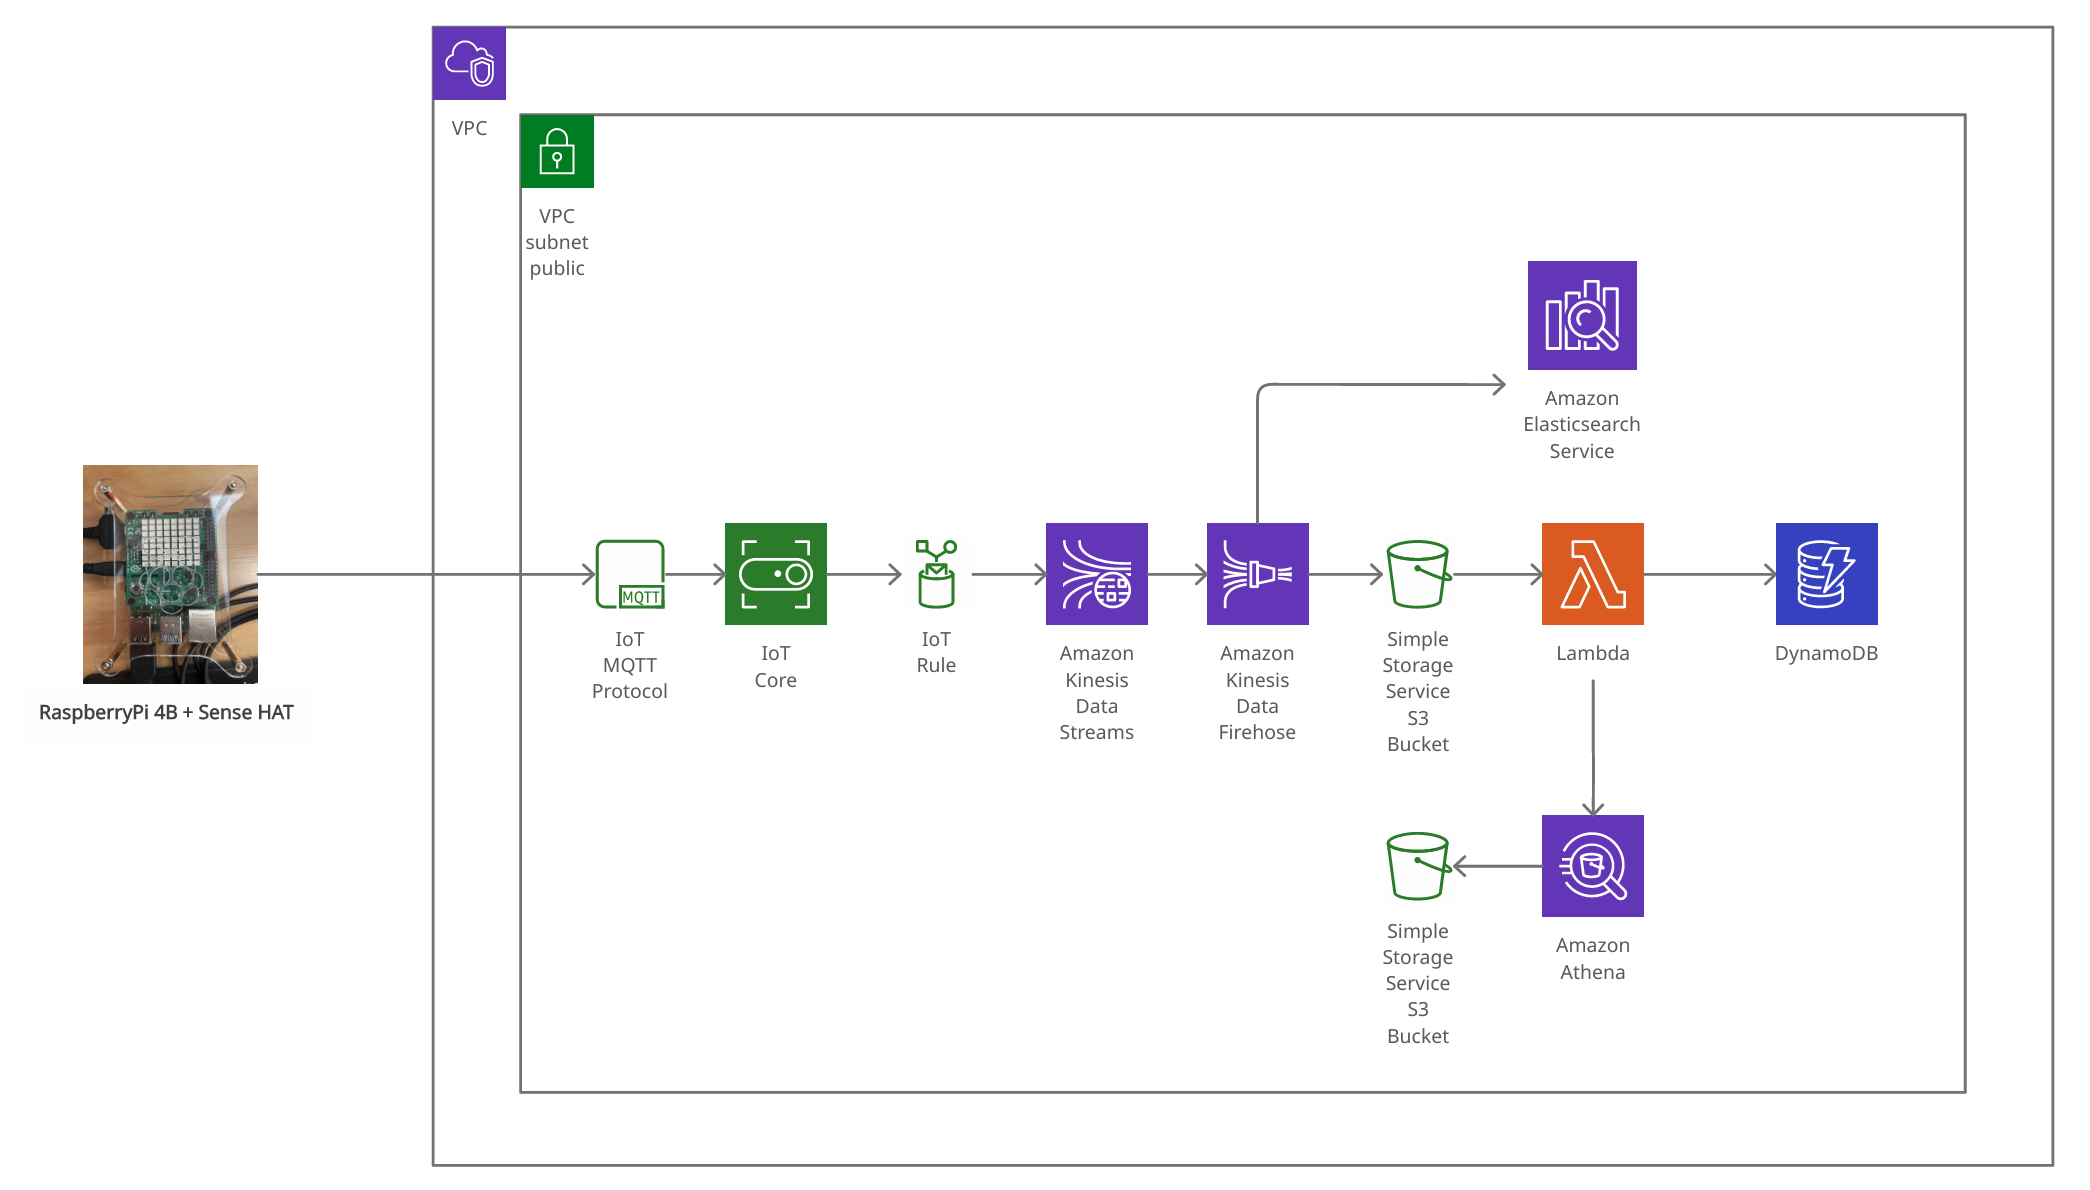 VPC
VPC
subnet
public
Amazon
Elasticsearch
Service
MQTT
IoT
MQTT
Protocol
IoT
Core
IoT
Rule
Amazon
Kinesis
Data
Streams
Amazon
Kinesis
Data
Firehose
Simple
Storage
Service
S3
Bucket
Lambda
DynamoDB
RaspberryPi 4B + Sense HAT
Simple
Storage
Service
S3
Bucket
Amazon
Athena